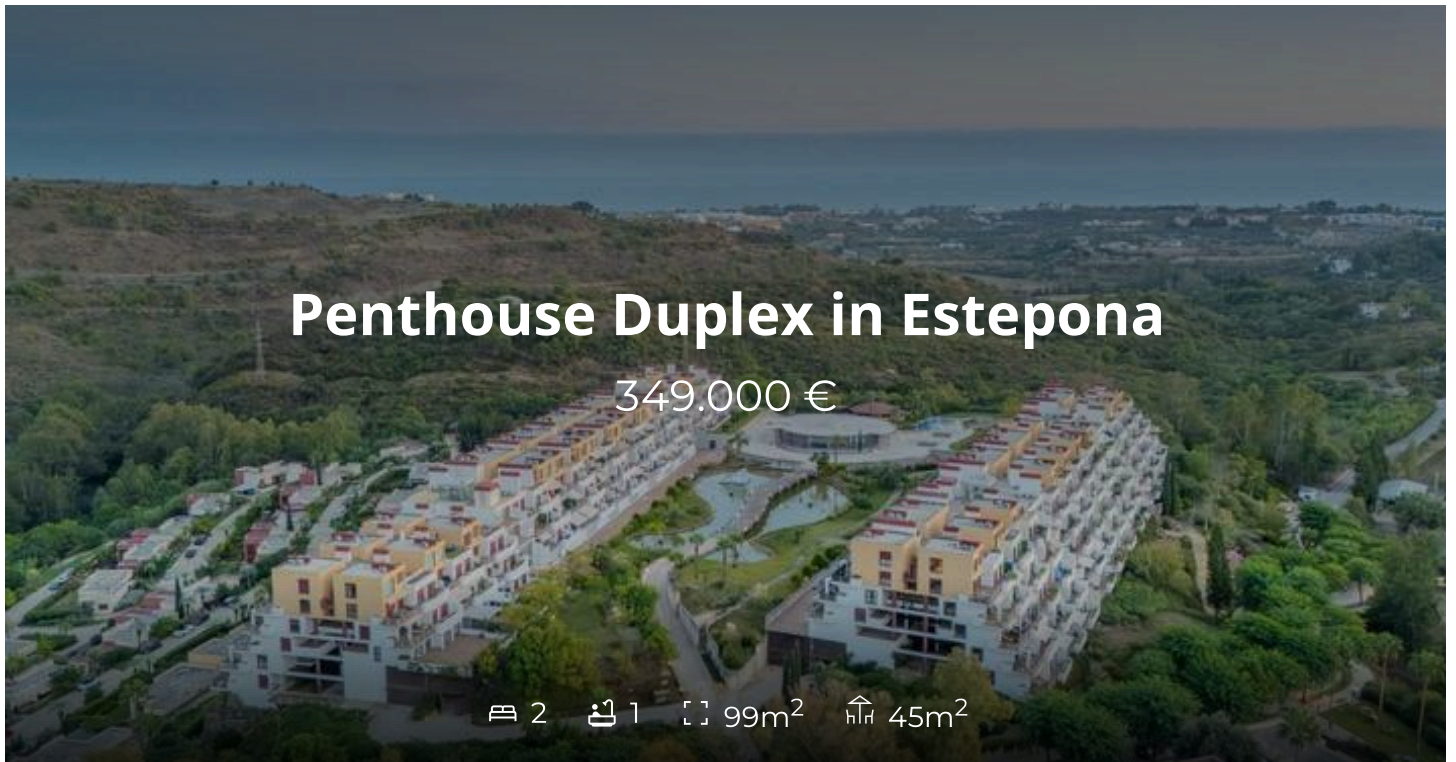 Penthouse Duplex in Estepona
349.000 €
2 1 99m² 45m²